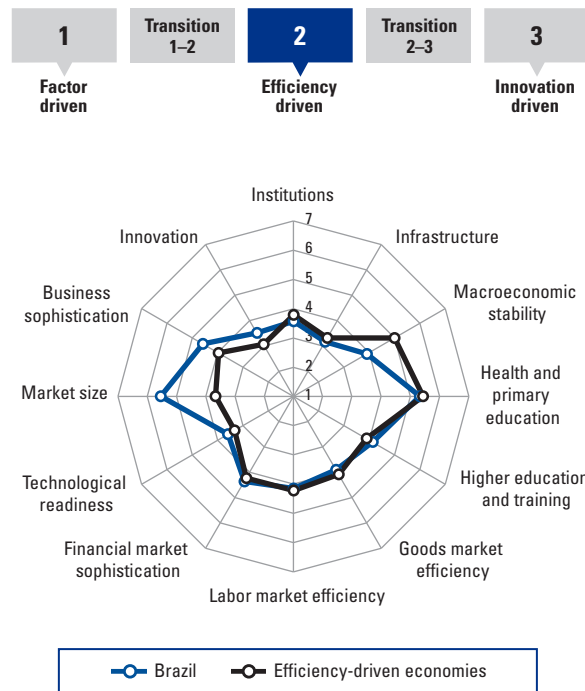 1
Transition
1–2
2
Transition
2–3
3
Factor
driven
Efficiency
driven
Innovation
driven
Institutions
7
Innovation
Infrastructure
6
5
Business
sophistication
Macroeconomic
stability
4
3
2
Market size
1
Health and
primary
education
Technological
readiness
Higher education
and training
Financial market
sophistication
Goods market
efficiency
Labor market efficiency
Brazil
Efficiency-driven economies